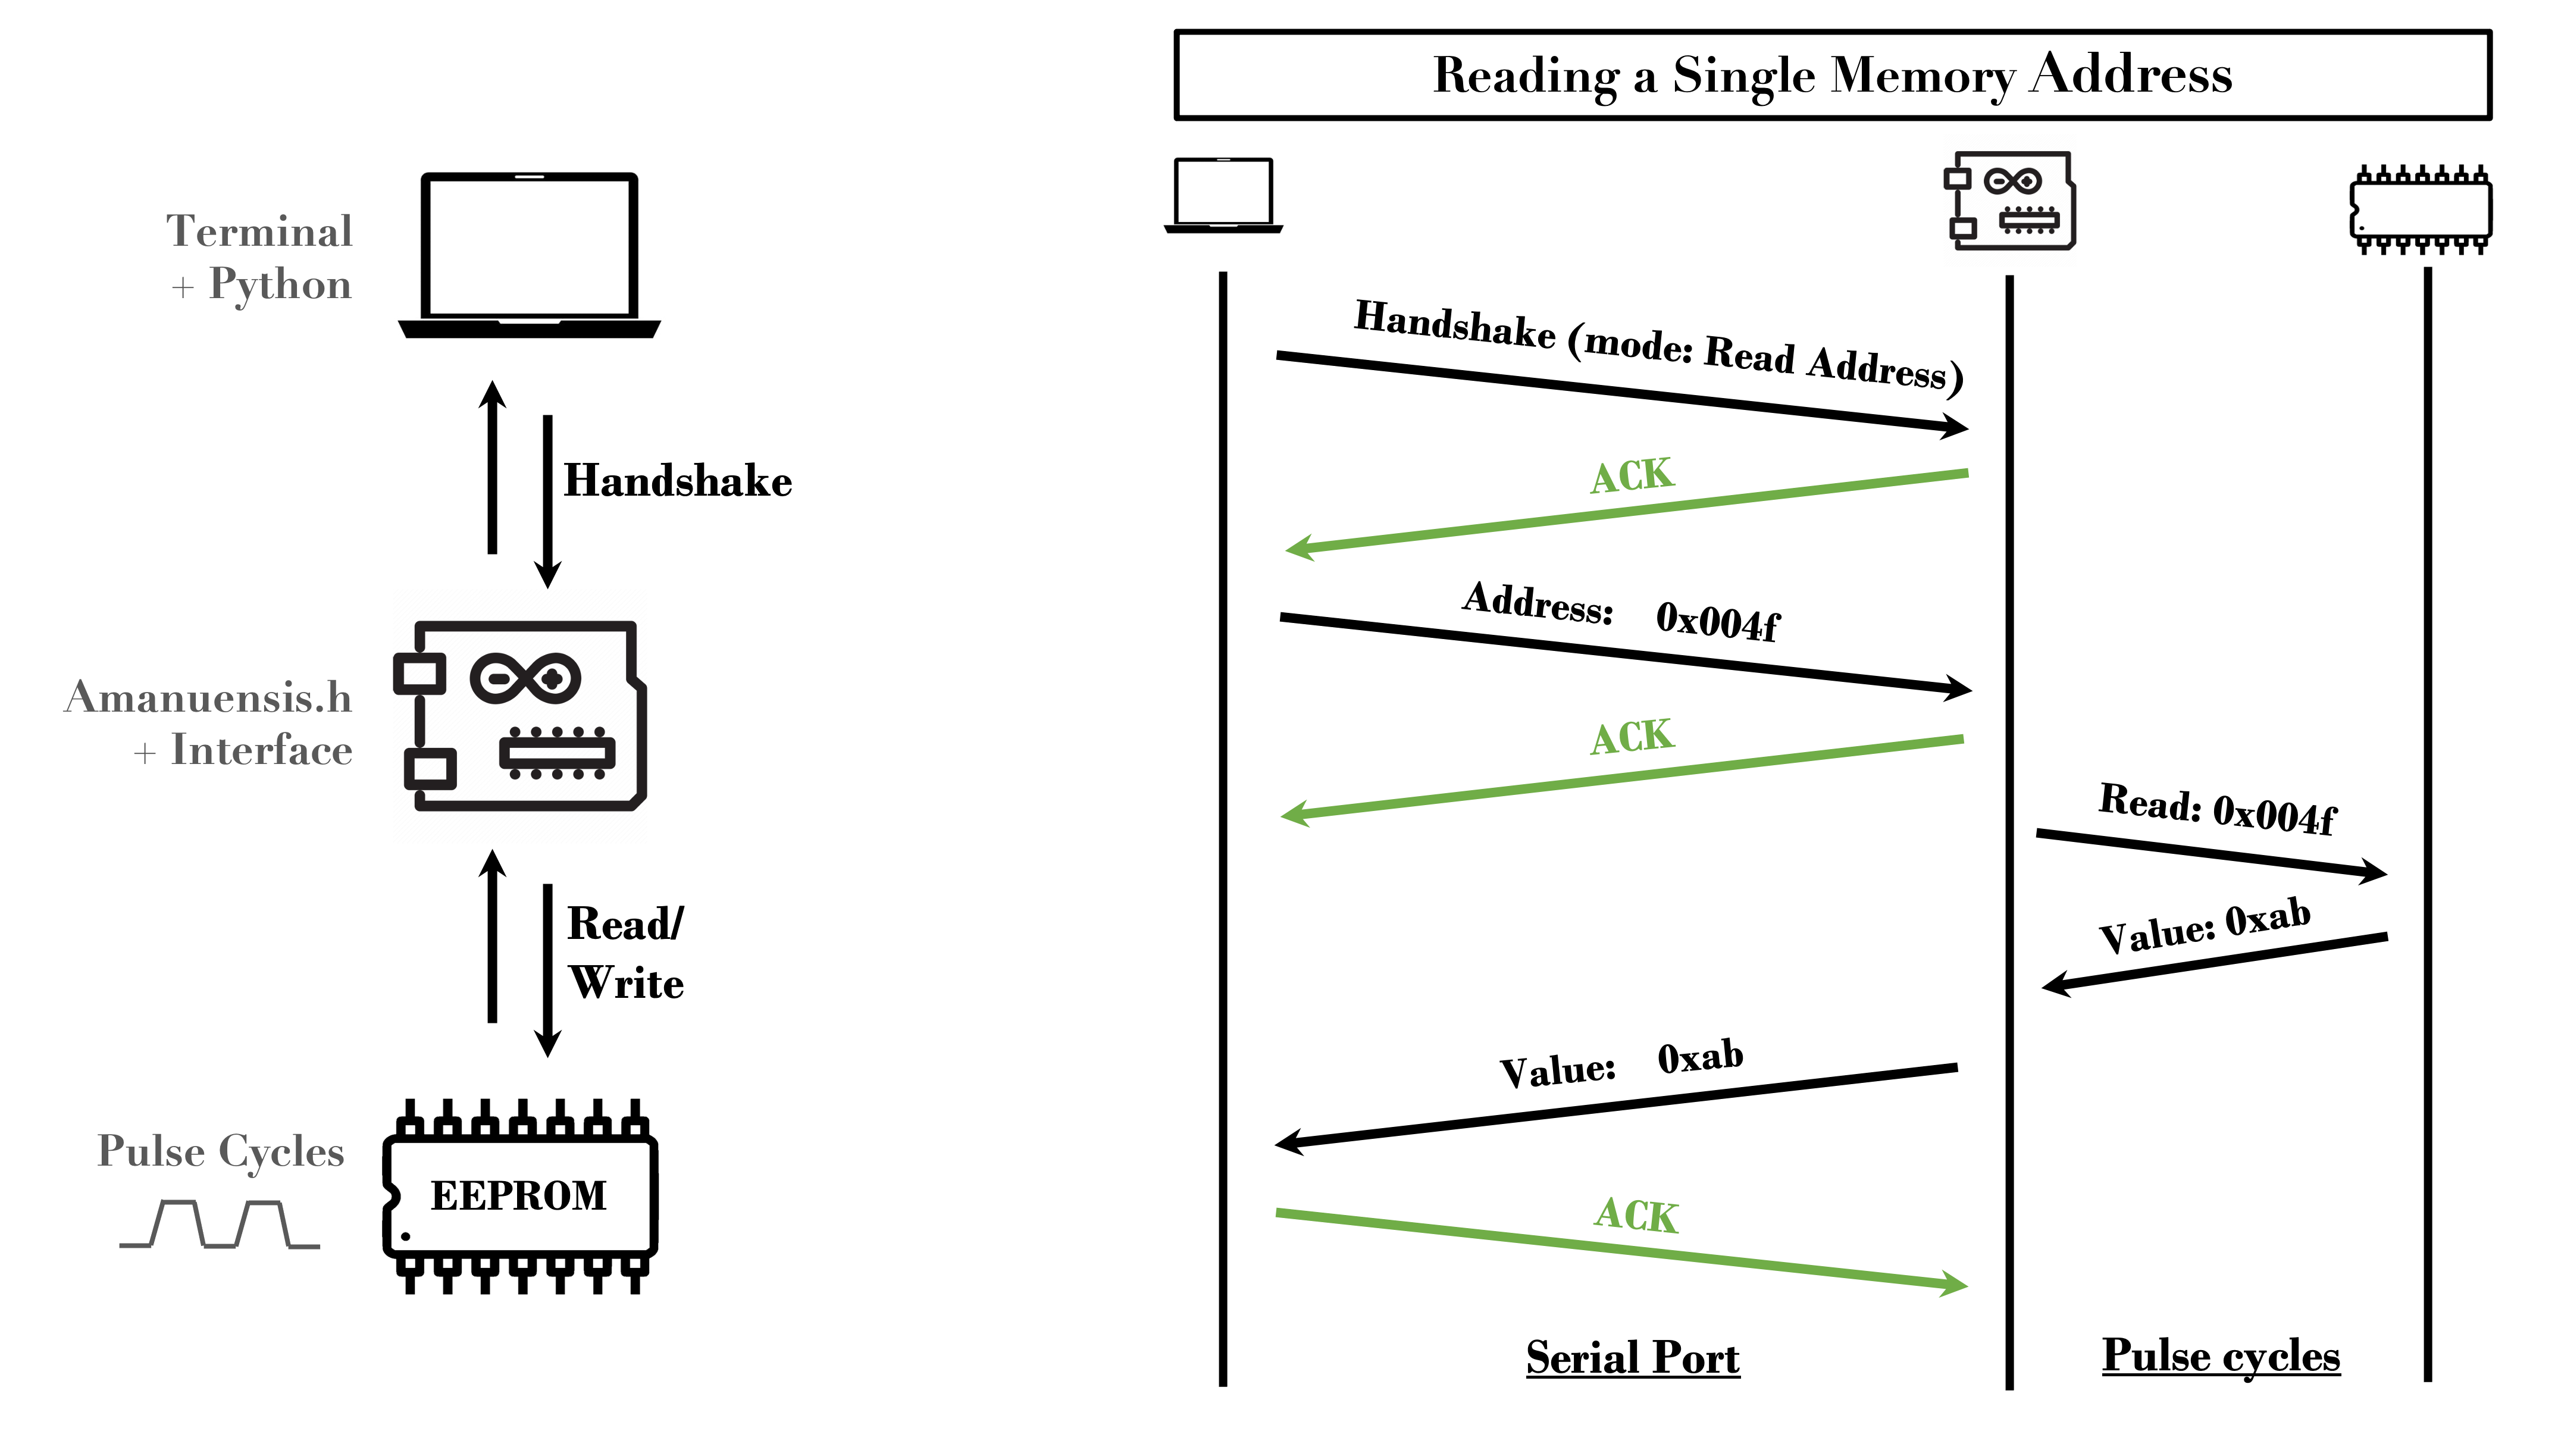 Terminal
+ Python
Handshake
Amanuensis.h
+ Interface
Read/
Write
Pulse Cycles
EEPROM
Reading a Single Memory Address
Handshake (mode: Read Address)
ACK
Address: 0x004f
ACK
Read: 0x004f
Value: 0xab
Value: 0xab
ACK
Serial Port
Pulse cycles